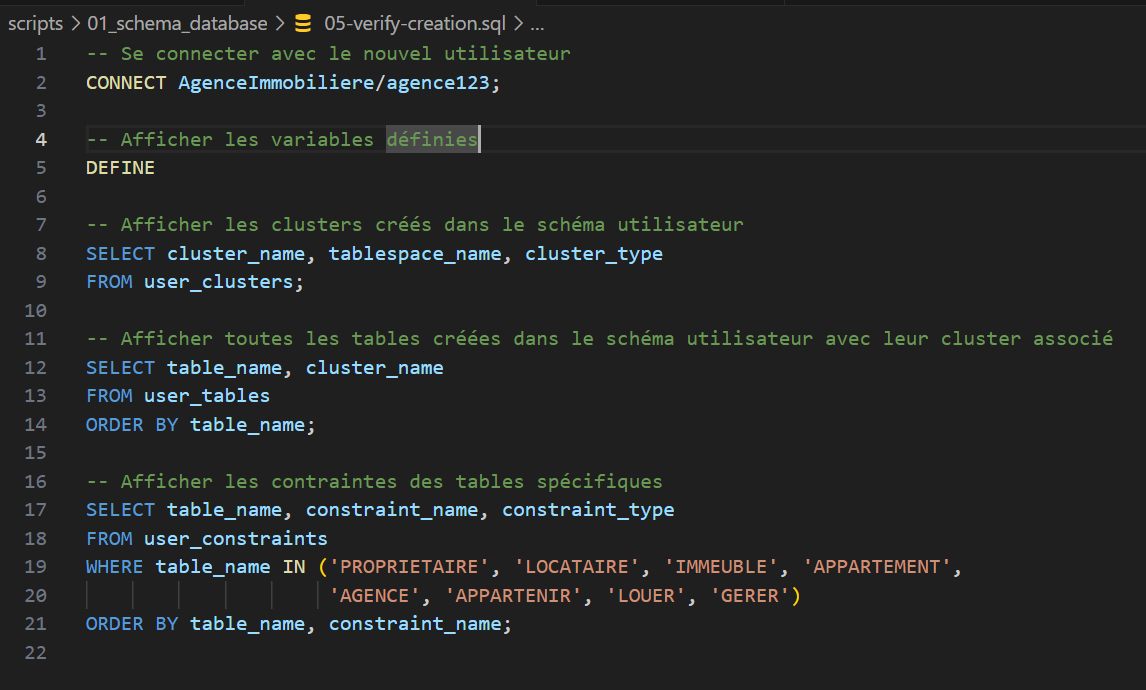 scripts > 01_schema_database > 05-verify-creation.sql > ...
1 -- Se connecter avec le nouvel utilisateur
2 CONNECT AgenceImmobiliere/agence123;
3
4 -- Afficher les variables définies
5 DEFINE
6
7 -- Afficher les clusters créés dans le schéma utilisateur
8 SELECT cluster_name, tablespace_name, cluster_type
9 FROM user_clusters;
10
11 -- Afficher toutes les tables créées dans le schéma utilisateur avec leur cluster associé
12 SELECT table_name, cluster_name
13 FROM user_tables
14 ORDER BY table_name;
15
16 -- Afficher les contraintes des tables spécifiques
17 SELECT table_name, constraint_name, constraint_type
18 FROM user_constraints
19 WHERE table_name IN ('PROPRIETAIRE', 'LOCATAIRE', 'IMMEUBLE', 'APPARTEMENT',
20 'AGENCE', 'APPARTENIR', 'LOUER', 'GERER')
21 ORDER BY table_name, constraint_name;
22